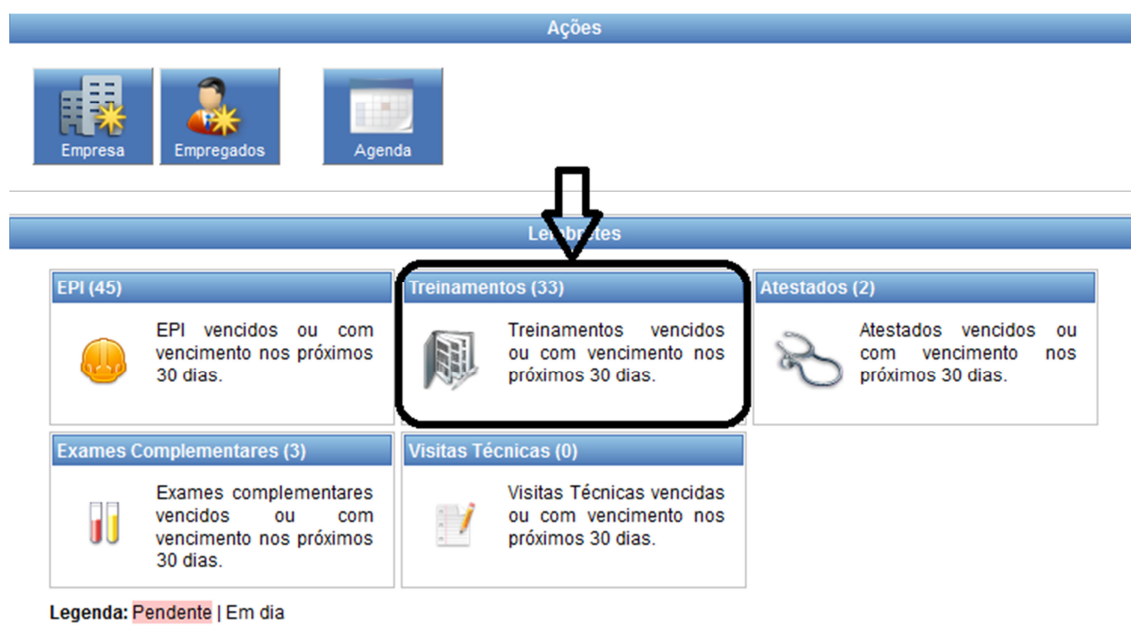 Ações
Empresa
Empregados
Agenda
Lembretes
EPI (45)
EPI vencidos ou com
vencimento nos próximos
30 dias.
Treinamentos (33)
Treinamentos vencidos
ou com vencimento nos
próximos 30 dias.
Atestados (2)
Atestados vencidos ou
com vencimento nos
próximos 30 dias.
Exames Complementares (3)
Exames complementares
vencidos ou com
vencimento nos próximos
30 dias.
Visitas Técnicas (0)
Visitas Técnicas vencidas
ou com vencimento nos
próximos 30 dias.
Legenda: Pendente | Em dia